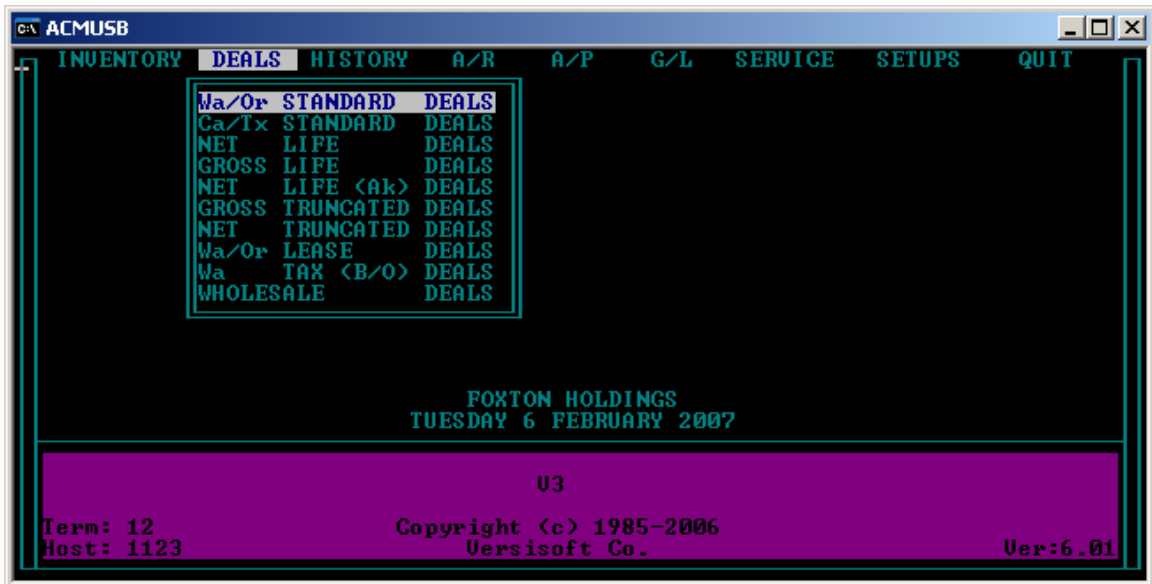 ACMUSB
INVENTORY DEALS HISTORY A/R A/P G/L SERVICE SETUPS QUIT
Wa/Or STANDARD DEALS
Ca/Tx STANDARD DEALS
NET LIFE DEALS
GROSS LIFE DEALS
NET LIFE (Ak) DEALS
GROSS TRUNCATED DEALS
NET TRUNCATED DEALS
Wa/Or LEASE DEALS
Wa TAX (B/O) DEALS
WHOLESALE DEALS
FOXTON HOLDINGS
TUESDAY 6 FEBRUARY 2007
V3
Term: 12 Copyright (c) 1985-2006
Host: 1123 Versisoft Co. Ver:6.01